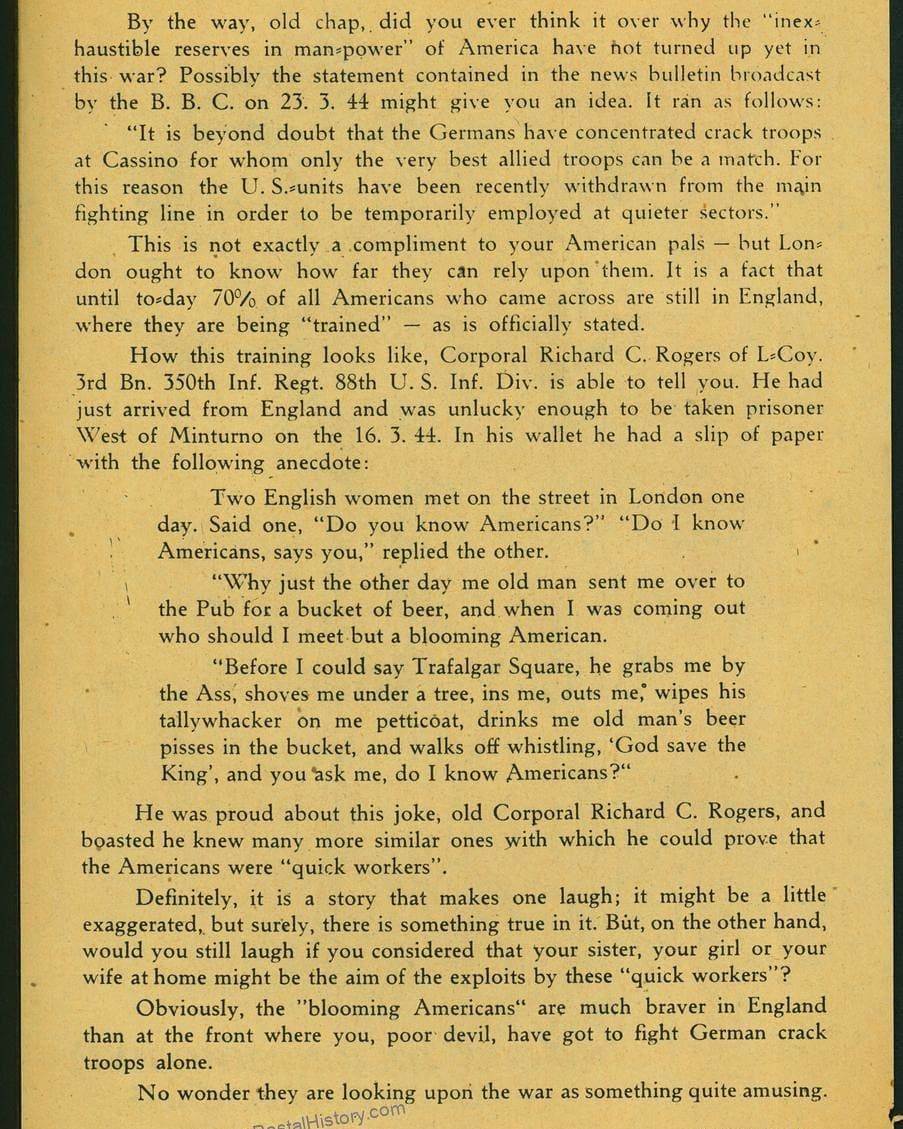 By the way, old chap, did you ever think it over why the “inex⸗
haustible reserves in man⸗power” of America have not turned up yet in
this war? Possibly the statement contained in the news bulletin broadcast
by the B. B. C. on 23. 3. 44 might give you an idea. It ran as follows:
“It is beyond doubt that the Germans have concentrated crack troops
at Cassino for whom only the very best allied troops can be a match. For
this reason the U. S.⸗units have been recently withdrawn from the main
fighting line in order to be temporarily employed at quieter sectors.”
This is not exactly a compliment to your American pals — but Lon⸗
don ought to know how far they can rely upon them. It is a fact that
until to⸗day 70% of all Americans who came across are still in England,
where they are being “trained” — as is officially stated.
How this training looks like, Corporal Richard C. Rogers of L⸗Coy.
3rd Bn. 350th Inf. Regt. 88th U. S. Inf. Div. is able to tell you. He had
just arrived from England and was unlucky enough to be taken prisoner
West of Minturno on the 16. 3. 44. In his wallet he had a slip of paper
with the following anecdote:
Two English women met on the street in London one
day. Said one, “Do you know Americans?” “Do I know
Americans, says you,” replied the other.
“Why just the other day me old man sent me over to
the Pub for a bucket of beer, and when I was coming out
who should I meet but a blooming American.
“Before I could say Trafalgar Square, he grabs me by
the Ass, shoves me under a tree, ins me, outs me, wipes his
tallywhacker on me petticoat, drinks me old man's beer
pisses in the bucket, and walks off whistling, ‘God save the
King’, and you ask me, do I know Americans?“
He was proud about this joke, old Corporal Richard C. Rogers, and
boasted he knew many more similar ones with which he could prove that
the Americans were “quick workers”.
Definitely, it is a story that makes one laugh; it might be a little
exaggerated, but surely, there is something true in it. But, on the other hand,
would you still laugh if you considered that your sister, your girl or your
wife at home might be the aim of the exploits by these “quick workers”?
Obviously, the ”blooming Americans“ are much braver in England
than at the front where you, poor devil, have got to fight German crack
troops alone.
No wonder they are looking upon the war as something quite amusing.
PostalHistory.com